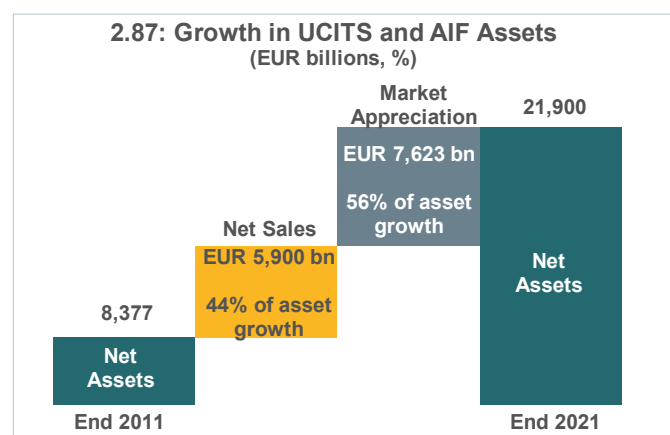 2.87: Growth in UCITS and AIF Assets
(EUR billions, %)
Market
Appreciation
21,900
EUR 7,623 bn
56% of asset
growth
Net Sales
EUR 5,900 bn
44% of asset
growth
Net
Assets
8,377
Net
Assets
End 2011
End 2021